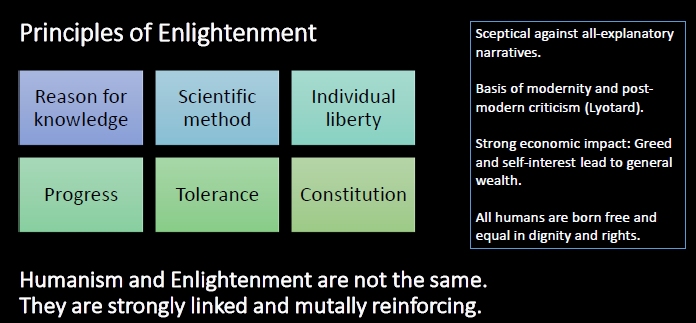 Principles of Enlightenment
Reason for
knowledge
Scientific
method
Individual
liberty
Progress
Tolerance
Constitution
Sceptical against all-explanatory
narratives.
Basis of modernity and post-
modern criticism (Lyotard).
Strong economic impact: Greed
and self-interest lead to general
wealth.
All humans are born free and
equal in dignity and rights.
Humanism and Enlightenment are not the same.
They are strongly linked and mutally reinforcing.